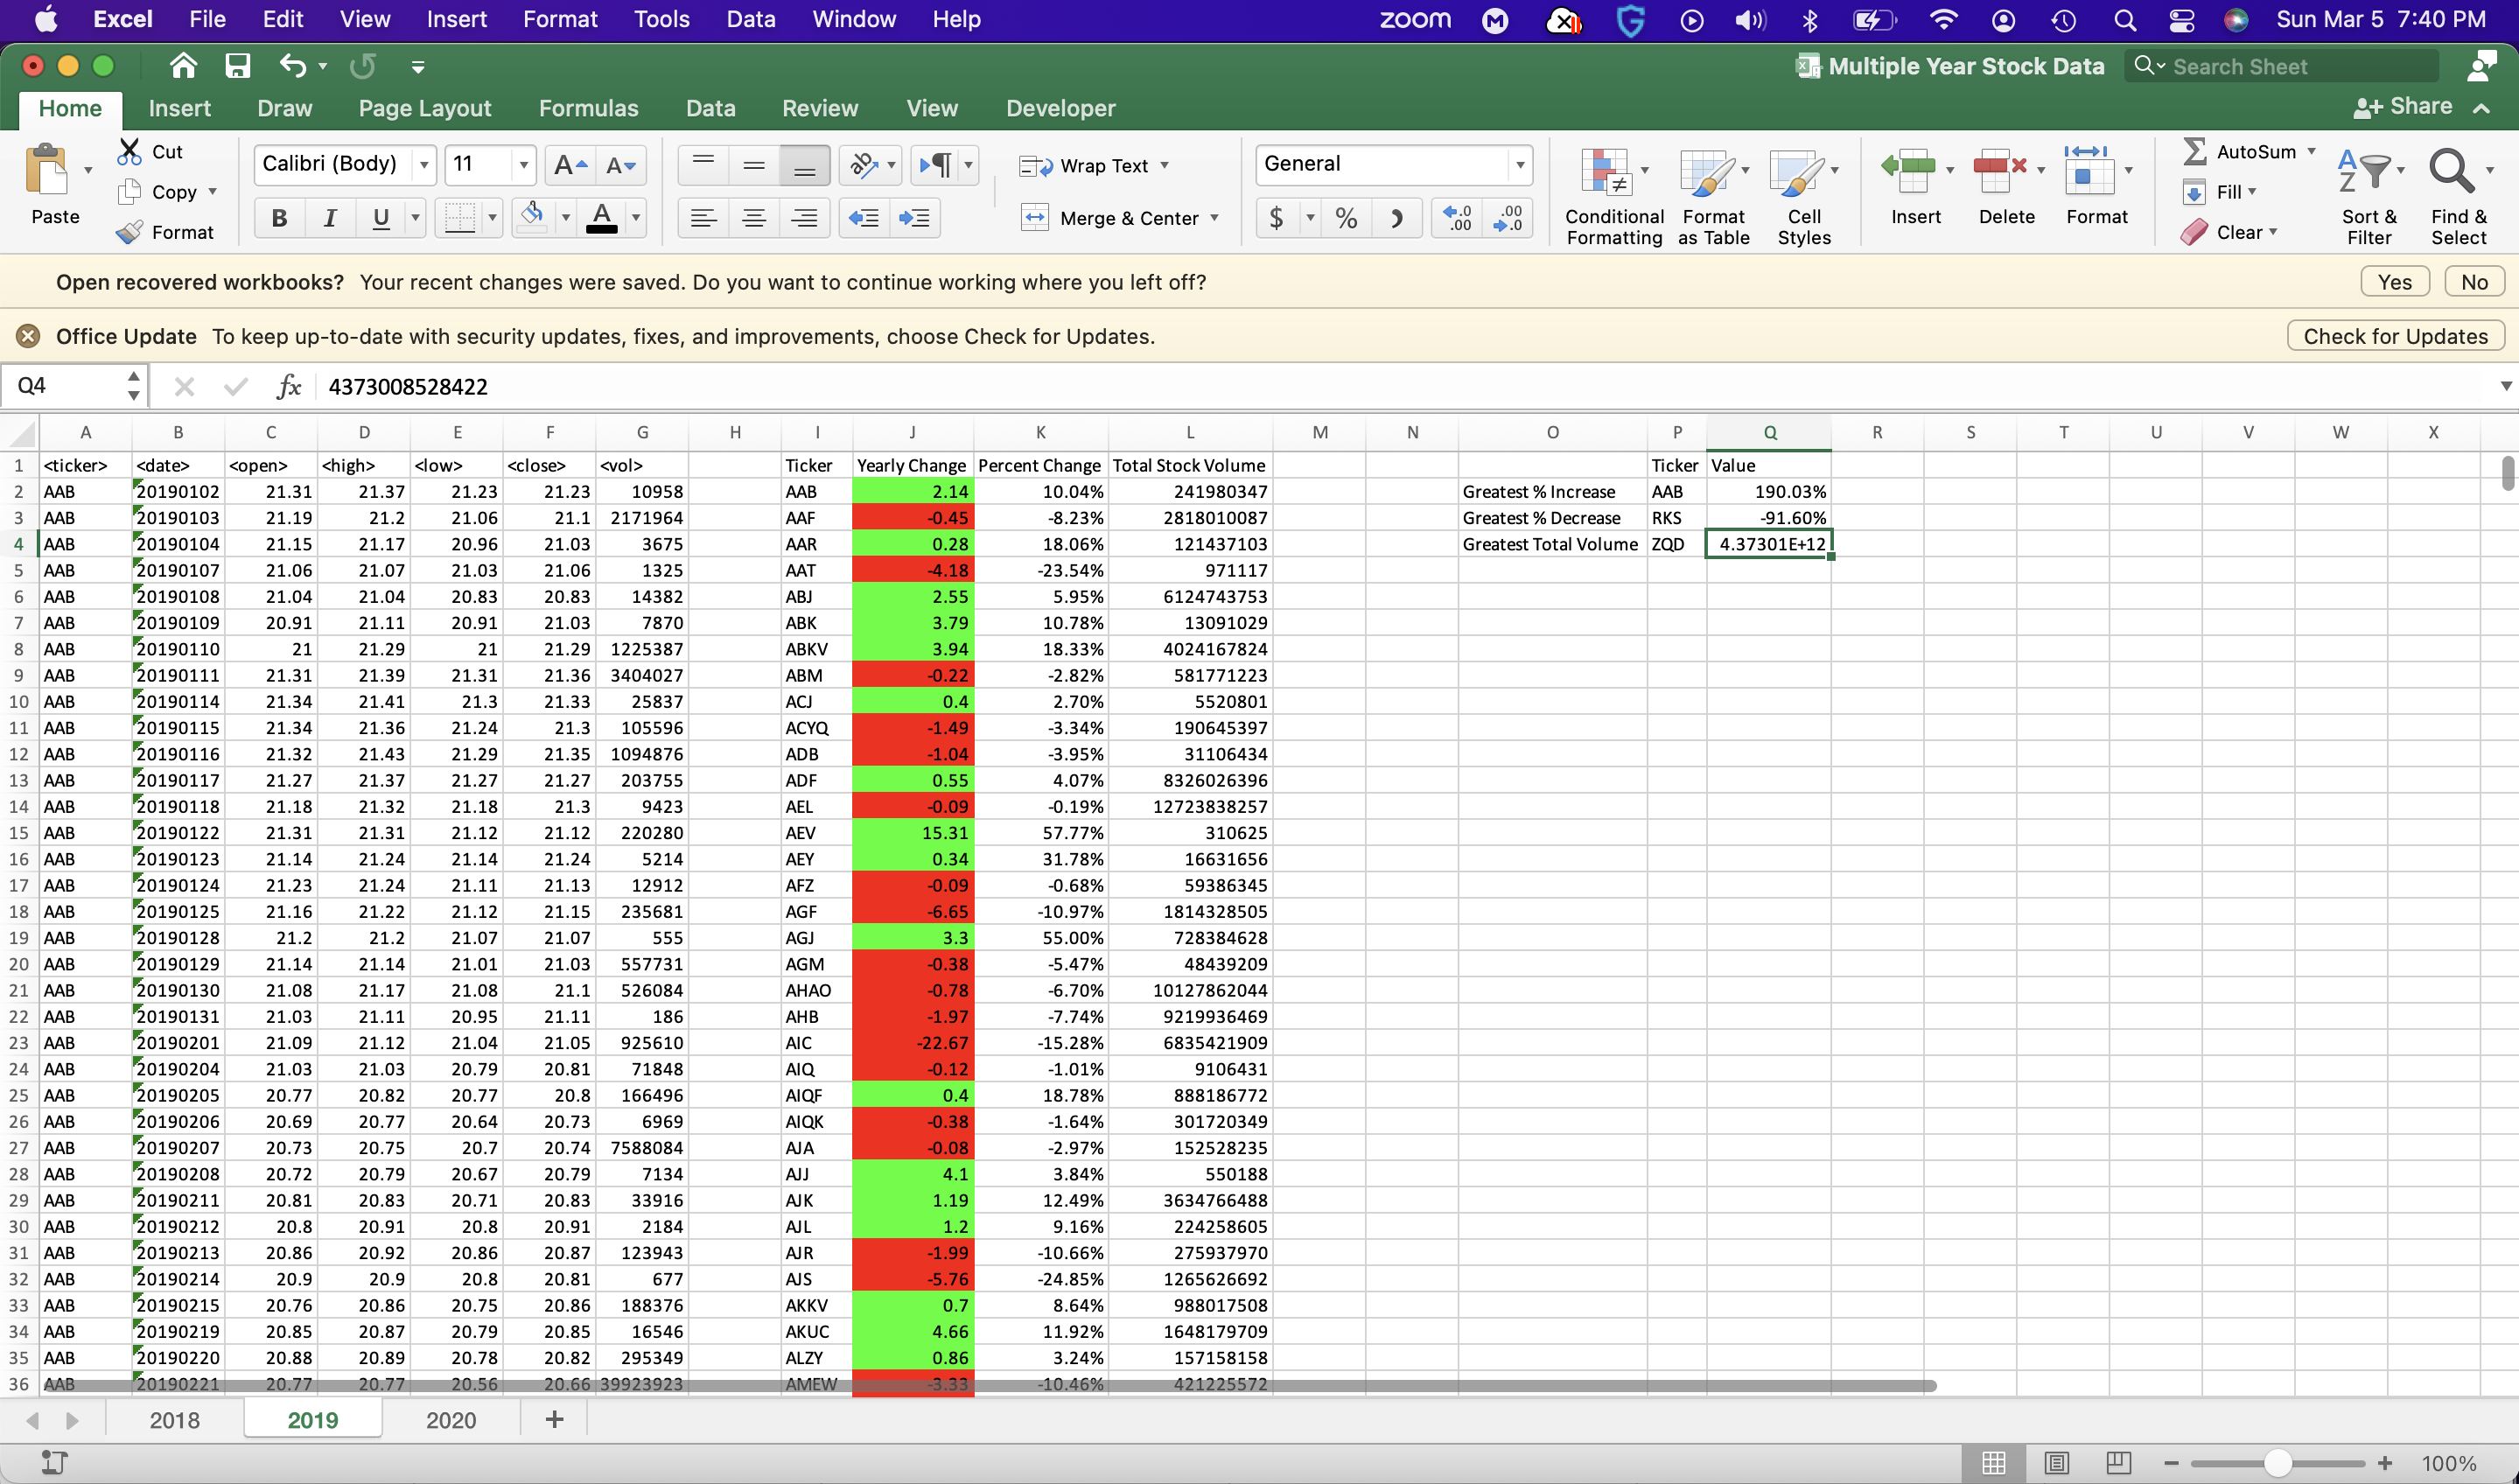 Excel File Edit View Insert Format Tools Data Window Help zoom Sun Mar 5 7:40 PM
Multiple Year Stock Data Search Sheet
Home Insert Draw Page Layout Formulas Data Review View Developer Share
Paste Cut Copy Format
Calibri (Body) 11 A A B I U A
Wrap Text
Merge & Center
General
$ % .0 .00 .00 .0
Conditional Formatting Format as Table Cell Styles
Insert Delete Format
AutoSum Fill Clear
Sort & Filter Find & Select
Open recovered workbooks? Your recent changes were saved. Do you want to continue working where you left off? Yes No
Office Update To keep up-to-date with security updates, fixes, and improvements, choose Check for Updates. Check for Updates
Q4 fx 4373008528422
A B C D E F G H I J K L M N O P Q R S T U V W X
1 <ticker> <date> <open> <high> <low> <close> <vol> Ticker Yearly Change Percent Change Total Stock Volume Ticker Value
2 AAB 20190102 21.31 21.37 21.23 21.23 10958 AAB 2.14 10.04% 241980347 Greatest % Increase AAB 190.03%
3 AAB 20190103 21.19 21.2 21.06 21.1 2171964 AAF -0.45 -8.23% 2818010087 Greatest % Decrease RKS -91.60%
4 AAB 20190104 21.15 21.17 20.96 21.03 3675 AAR 0.28 18.06% 121437103 Greatest Total Volume ZQD 4.37301E+12
5 AAB 20190107 21.06 21.07 21.03 21.06 1325 AAT -4.18 -23.54% 971117
6 AAB 20190108 21.04 21.04 20.83 20.83 14382 ABJ 2.55 5.95% 6124743753
7 AAB 20190109 20.91 21.11 20.91 21.03 7870 ABK 3.79 10.78% 13091029
8 AAB 20190110 21 21.29 21 21.29 1225387 ABKV 3.94 18.33% 4024167824
9 AAB 20190111 21.31 21.39 21.31 21.36 3404027 ABM -0.22 -2.82% 581771223
10 AAB 20190114 21.34 21.41 21.3 21.33 25837 ACJ 0.4 2.70% 5520801
11 AAB 20190115 21.34 21.36 21.24 21.3 105596 ACYQ -1.49 -3.34% 190645397
12 AAB 20190116 21.32 21.43 21.29 21.35 1094876 ADB -1.04 -3.95% 31106434
13 AAB 20190117 21.27 21.37 21.27 21.27 203755 ADF 0.55 4.07% 8326026396
14 AAB 20190118 21.18 21.32 21.18 21.3 9423 AEL -0.09 -0.19% 12723838257
15 AAB 20190122 21.31 21.31 21.12 21.12 220280 AEV 15.31 57.77% 310625
16 AAB 20190123 21.14 21.24 21.14 21.24 5214 AEY 0.34 31.78% 16631656
17 AAB 20190124 21.23 21.24 21.11 21.13 12912 AFZ -0.09 -0.68% 59386345
18 AAB 20190125 21.16 21.22 21.12 21.15 235681 AGF -6.65 -10.97% 1814328505
19 AAB 20190128 21.2 21.2 21.07 21.07 555 AGJ 3.3 55.00% 728384628
20 AAB 20190129 21.14 21.14 21.01 21.03 557731 AGM -0.38 -5.47% 48439209
21 AAB 20190130 21.08 21.17 21.08 21.1 526084 AHAO -0.78 -6.70% 10127862044
22 AAB 20190131 21.03 21.11 20.95 21.11 186 AHB -1.97 -7.74% 9219936469
23 AAB 20190201 21.09 21.12 21.04 21.05 925610 AIC -22.67 -15.28% 6835421909
24 AAB 20190204 21.03 21.03 20.79 20.81 71848 AIQ -0.12 -1.01% 9106431
25 AAB 20190205 20.77 20.82 20.77 20.8 166496 AIQF 0.4 18.78% 888186772
26 AAB 20190206 20.69 20.77 20.64 20.73 6969 AIQK -0.38 -1.64% 301720349
27 AAB 20190207 20.73 20.75 20.7 20.74 7588084 AJA -0.08 -2.97% 152528235
28 AAB 20190208 20.72 20.79 20.67 20.79 7134 AJJ 4.1 3.84% 550188
29 AAB 20190211 20.81 20.83 20.71 20.83 33916 AJK 1.19 12.49% 3634766488
30 AAB 20190212 20.8 20.91 20.8 20.91 2184 AJL 1.2 9.16% 224258605
31 AAB 20190213 20.86 20.92 20.86 20.87 123943 AJR -1.99 -10.66% 275937970
32 AAB 20190214 20.9 20.9 20.8 20.81 677 AJS -5.76 -24.85% 1265626692
33 AAB 20190215 20.76 20.86 20.75 20.86 188376 AKKV 0.7 8.64% 988017508
34 AAB 20190219 20.85 20.87 20.79 20.85 16546 AKUC 4.66 11.92% 1648179709
35 AAB 20190220 20.88 20.89 20.78 20.82 295349 ALZY 0.86 3.24% 157158158
36 AAB 20190221 20.77 20.77 20.56 20.66 39923923 AMEW -3.33 -10.46% 421225572
2018 2019 2020 +
100%